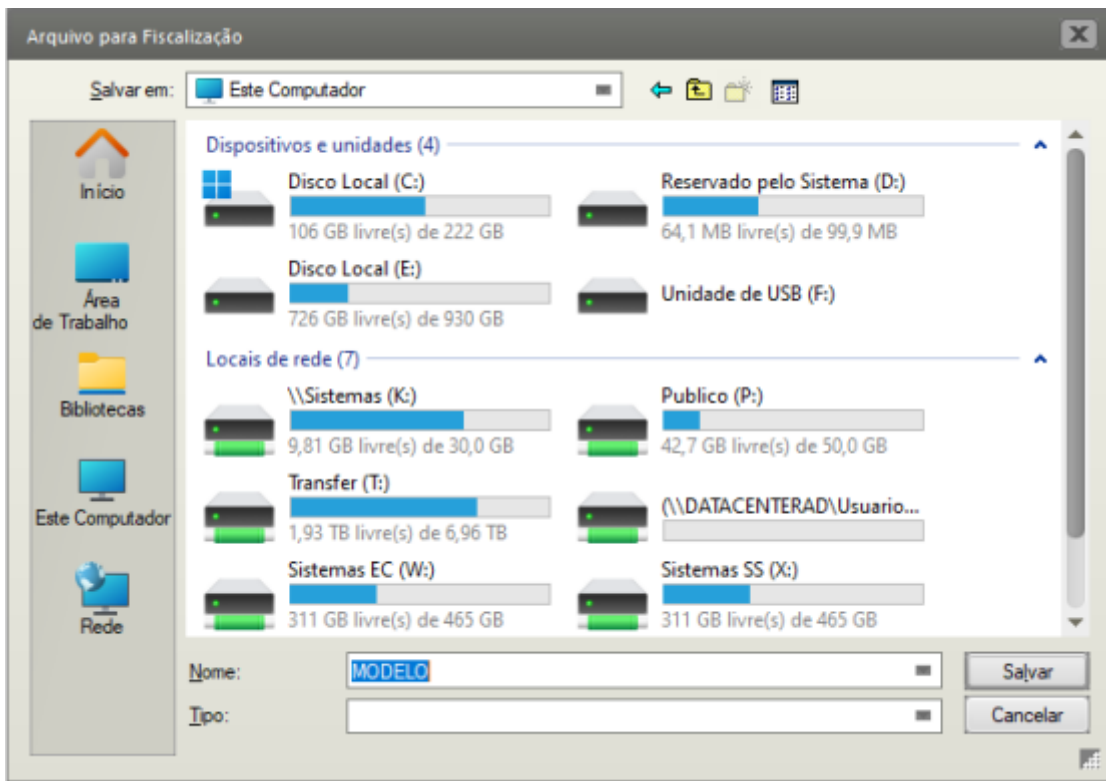 Arquivo para Fiscalização
Salvar em:
Este Computador
Início
Área
de Trabalho
Bibliotecas
Este Computador
Rede
Dispositivos e unidades (4)
Disco Local (C:)
106 GB livre(s) de 222 GB
Reservado pelo Sistema (D:)
64,1 MB livre(s) de 99,9 MB
Disco Local (E:)
726 GB livre(s) de 930 GB
Unidade de USB (F:)
Locais de rede (7)
\\Sistemas (K:)
9,81 GB livre(s) de 30,0 GB
Publico (P:)
42,7 GB livre(s) de 50,0 GB
Transfer (T:)
1,93 TB livre(s) de 6,96 TB
(\\DATACENTERAD\Usuario...
Sistemas EC (W:)
311 GB livre(s) de 465 GB
Sistemas SS (X:)
311 GB livre(s) de 465 GB
Nome:
MODELO
Salvar
Tipo:
Cancelar